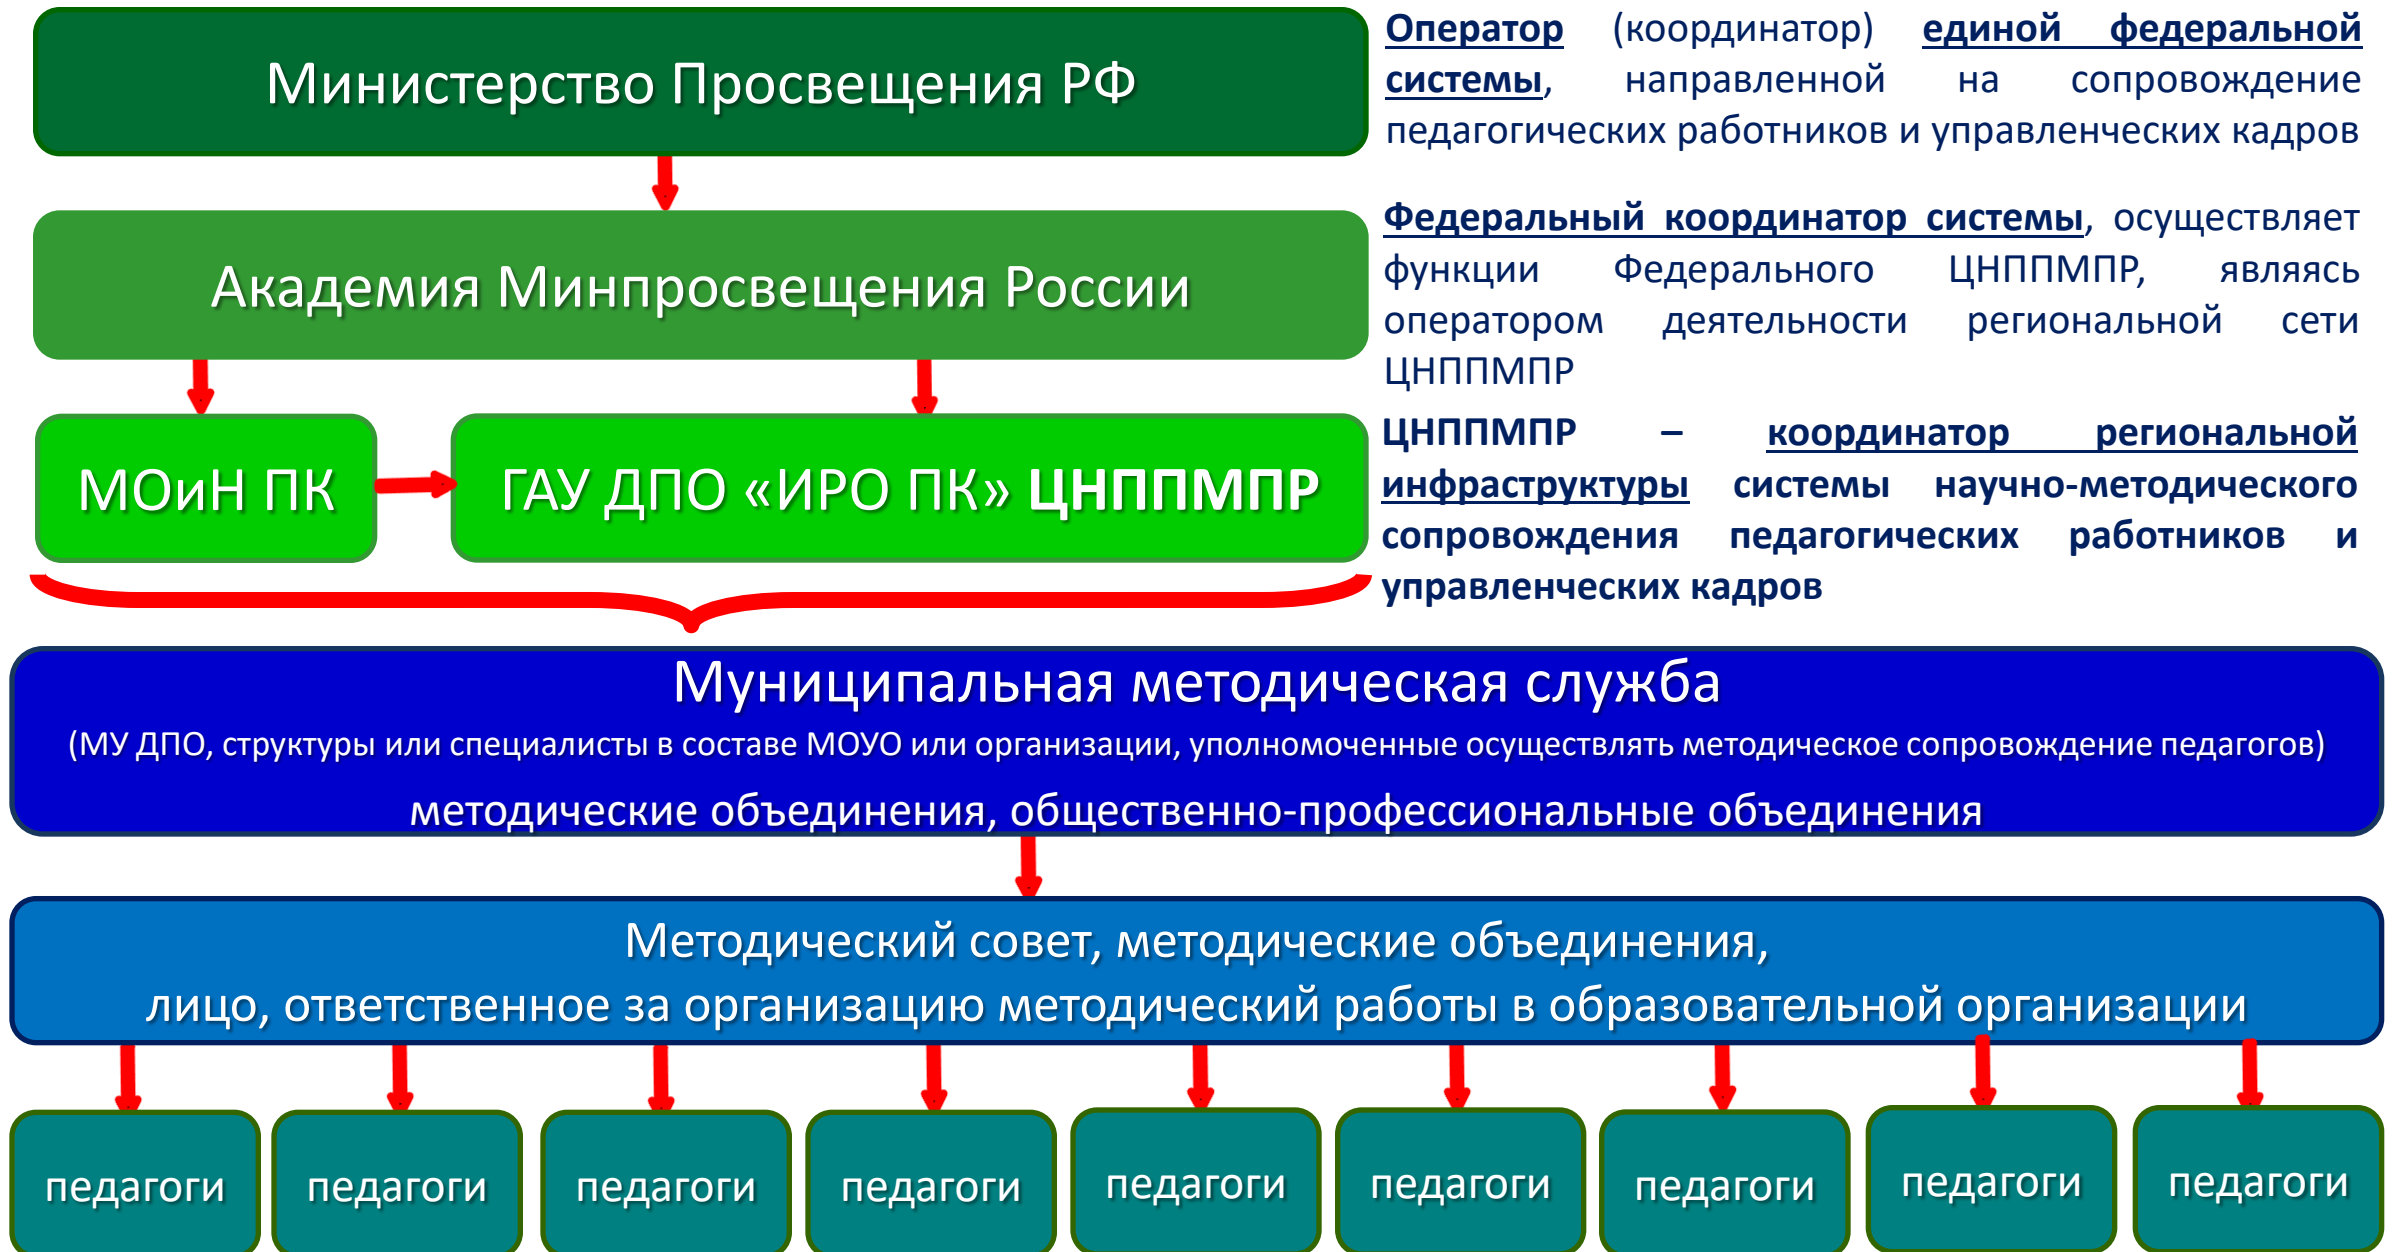 Министерство Просвещения РФ
Оператор (координатор) единой федеральной
системы, направленной на сопровождение
педагогических работников и управленческих кадров
Академия Минпросвещения России
Федеральный координатор системы, осуществляет
функции Федерального ЦНППМПР, являясь
оператором деятельности региональной сети
ЦНППМПР
МОиН ПК
ГАУ ДПО «ИРО ПК» ЦНППМПР
ЦНППМПР – координатор региональной
инфраструктуры системы научно-методического
сопровождения педагогических работников и
управленческих кадров
Муниципальная методическая служба
(МУ ДПО, структуры или специалисты в составе МОУО или организации, уполномоченные осуществлять методическое сопровождение педагогов)
методические объединения, общественно-профессиональные объединения
Методический совет, методические объединения,
лицо, ответственное за организацию методический работы в образовательной организации
педагоги
педагоги
педагоги
педагоги
педагоги
педагоги
педагоги
педагоги
педагоги